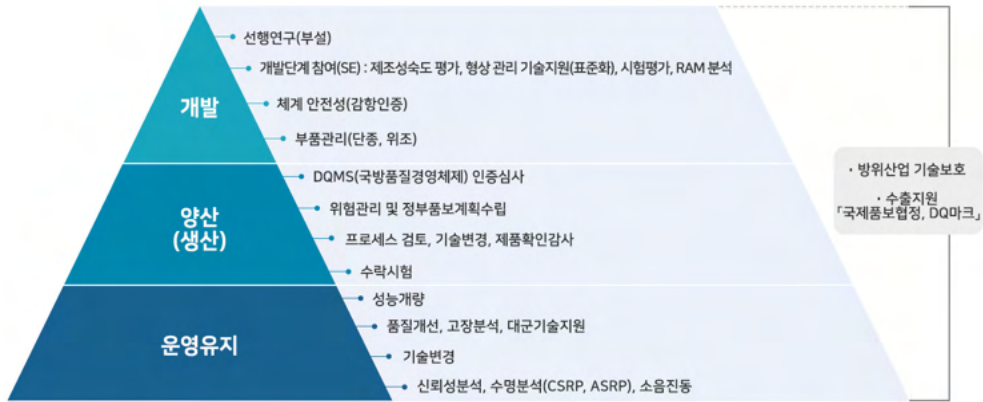 선행연구(부설)
개발단계 참여(SE) : 제조성숙도 평가, 형상 관리 기술지원(표준화), 시험평가, RAM 분석
개발
체계 안전성(감항인증)
부품관리(단종, 위조)
DQMS(국방품질경영체제) 인증심사
양산
(생산)
위험관리 및 정부품보계획수립
프로세스 검토, 기술변경, 제품확인감사
수락시험
성능개량
운영유지
품질개선, 고장분석, 대군기술지원
기술변경
신뢰성분석, 수명분석(CSRP, ASRP), 소음진동
· 방위산업 기술보호
· 수출지원
「국제품보협정, DQ마크」